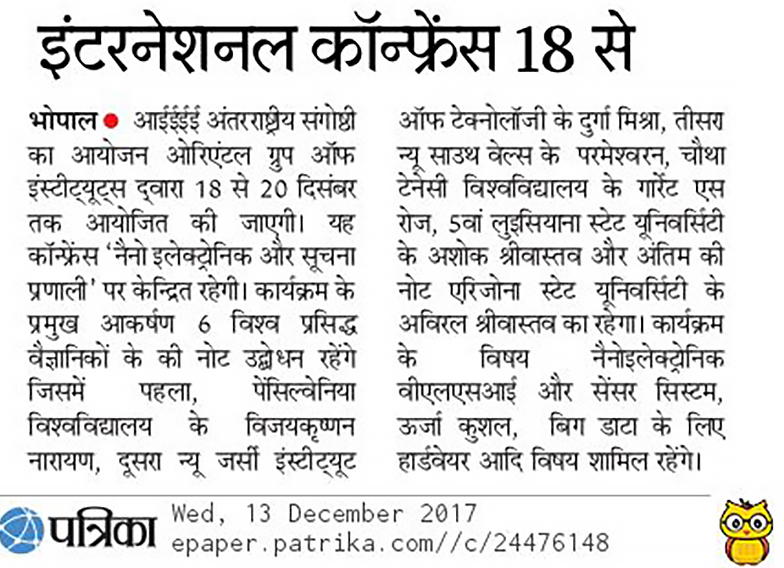 इंटरनेशनल कॉन्फ्रेंस 18 से
भोपाल ● आईईईई अंतरराष्ट्रीय संगोष्ठी
का आयोजन ओरिएंटल ग्रुप ऑफ
इंस्टीट्यूट्स द्वारा 18 से 20 दिसंबर
तक आयोजित की जाएगी। यह
कॉन्फ्रेंस ‘नैनो इलेक्ट्रोनिक और सूचना
प्रणाली’ पर केन्द्रित रहेगी। कार्यक्रम के
प्रमुख आकर्षण 6 विश्व प्रसिद्ध
वैज्ञानिकों के की नोट उद्बोधन रहेंगे
जिसमें पहला, पेंसिल्वेनिया
विश्वविद्यालय के विजयकृष्णन
नारायण, दूसरा न्यू जर्सी इंस्टीट्यूट
ऑफ टेक्नोलॉजी के दुर्गा मिश्रा, तीसरा
न्यू साउथ वेल्स के परमेश्वरन, चौथा
टेनेसी विश्वविद्यालय के गारेंट एस
रोज, 5वां लुइसियाना स्टेट यूनिवर्सिटी
के अशोक श्रीवास्तव और अंतिम की
नोट एरिजोना स्टेट यूनिवर्सिटी के
अविरल श्रीवास्तव का रहेगा। कार्यक्रम
के विषय नैनोइलेक्ट्रोनिक
वीएलएसआई और सेंसर सिस्टम,
ऊर्जा कुशल, बिग डाटा के लिए
हार्डवेयर आदि विषय शामिल रहेंगे।
पत्रिका
Wed, 13 December 2017
epaper.patrika.com//c/24476148